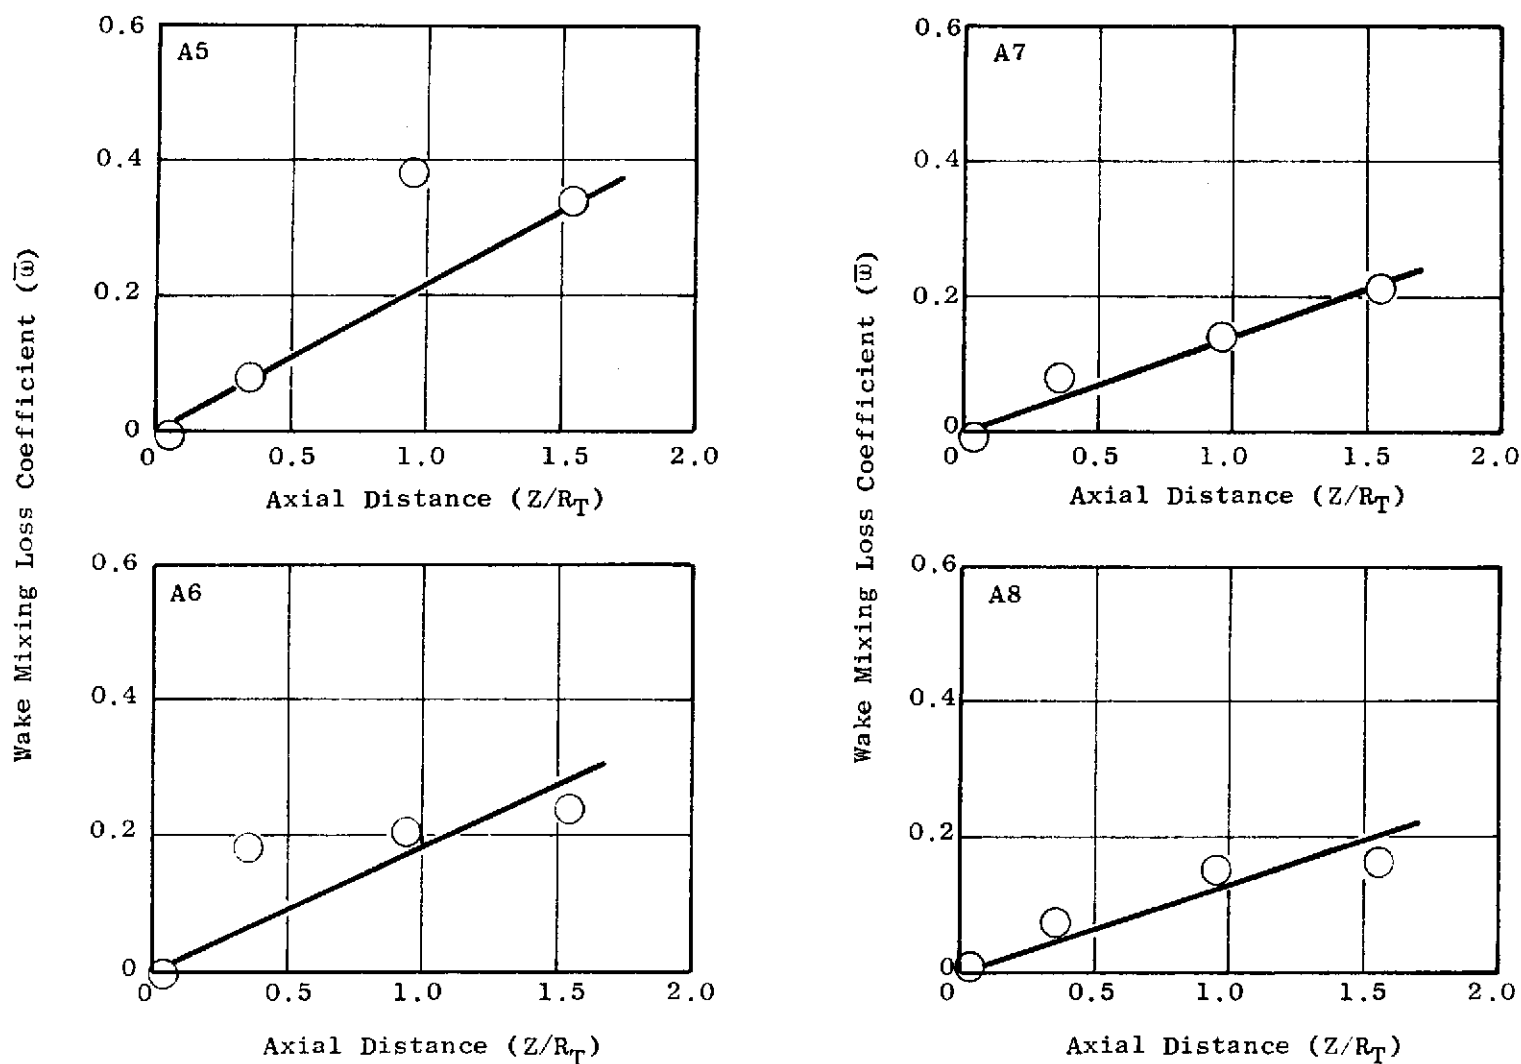 Wake Mixing Loss Coefficient (ω̅)
A5
0.6
0.4
0.2
0
0 0.5 1.0 1.5 2.0
Axial Distance (Z/R_T)
A6
0.6
0.4
0.2
0
0 0.5 1.0 1.5 2.0
Axial Distance (Z/R_T)
Wake Mixing Loss Coefficient (ω̅)
A7
0.6
0.4
0.2
0
0 0.5 1.0 1.5 2.0
Axial Distance (Z/R_T)
A8
0.6
0.4
0.2
0
0 0.5 1.0 1.5 2.0
Axial Distance (Z/R_T)